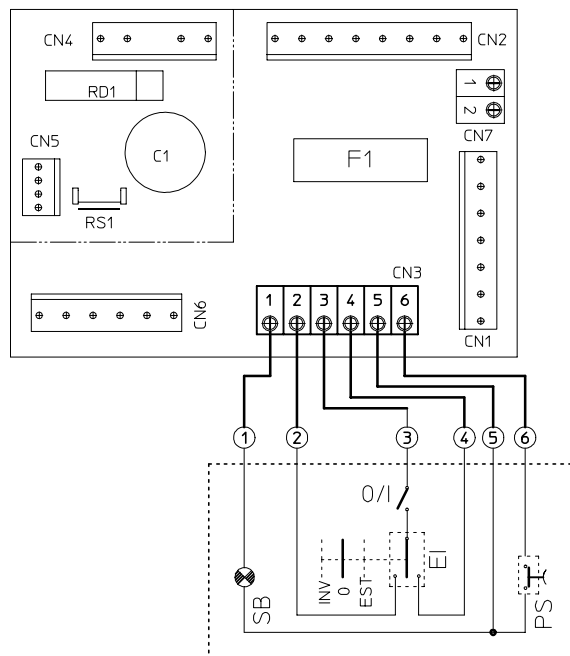 CN4
CN2
RD1
1
2
CN5
C1
F1
CN7
RS1
CN3
CN6
1 2 3 4 5 6
CN1
1 2 3 4 5 6
0/I
INV
0
EST
EI
SB
PS